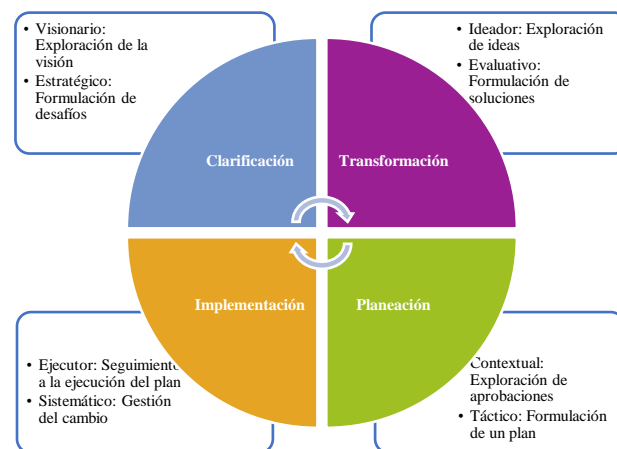 • Visionario:
Exploración de la
visión
• Estratégico:
Formulación de
desafíos
• Ideador: Exploración
de ideas
• Evaluativo:
Formulación de
soluciones
Clarificación
Transformación
Implementación
Planeación
• Ejecutor: Seguimiento
a la ejecución del plan
• Sistemático: Gestión
del cambio
Contextual:
Exploración de
aprobaciones
• Táctico: Formulación
de un plan